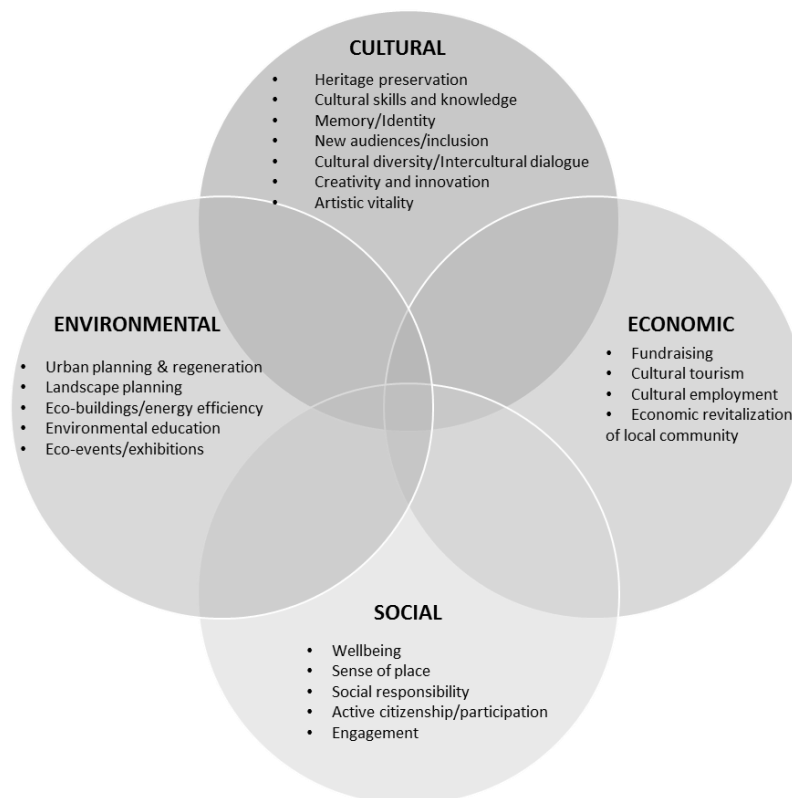 CULTURAL
• Heritage preservation
• Cultural skills and knowledge
• Memory/Identity
• New audiences/inclusion
• Cultural diversity/Intercultural dialogue
• Creativity and innovation
• Artistic vitality
ENVIRONMENTAL
• Urban planning & regeneration
• Landscape planning
• Eco-buildings/energy efficiency
• Environmental education
• Eco-events/exhibitions
ECONOMIC
• Fundraising
• Cultural tourism
• Cultural employment
• Economic revitalization
of local community
SOCIAL
• Wellbeing
• Sense of place
• Social responsibility
• Active citizenship/participation
• Engagement